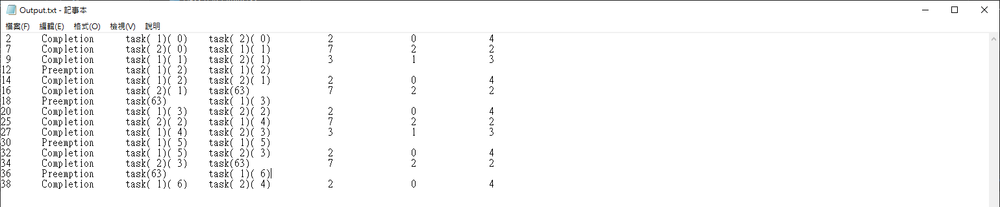 Output.txt - 記事本
檔案(F) 編輯(E) 格式(O) 檢視(V) 說明
2 Completion task( 1)( 0) task( 2)( 0) 2 0 4
7 Completion task( 2)( 0) task( 1)( 1) 7 2 2
9 Completion task( 1)( 1) task( 2)( 1) 3 1 3
12 Preemption task( 1)( 2) task( 1)( 2)
14 Completion task( 1)( 2) task( 2)( 1) 2 0 4
16 Completion task( 2)( 1) task(63) 7 2 2
18 Preemption task(63) task( 1)( 3)
20 Completion task( 1)( 3) task( 2)( 2) 2 0 4
25 Completion task( 2)( 2) task( 1)( 4) 7 2 2
27 Completion task( 1)( 4) task( 2)( 3) 3 1 3
30 Preemption task( 1)( 5) task( 1)( 5)
32 Completion task( 1)( 5) task( 2)( 3) 2 0 4
34 Completion task( 2)( 3) task(63) 7 2 2
36 Preemption task(63) task( 1)( 6)
38 Completion task( 1)( 6) task( 2)( 4) 2 0 4